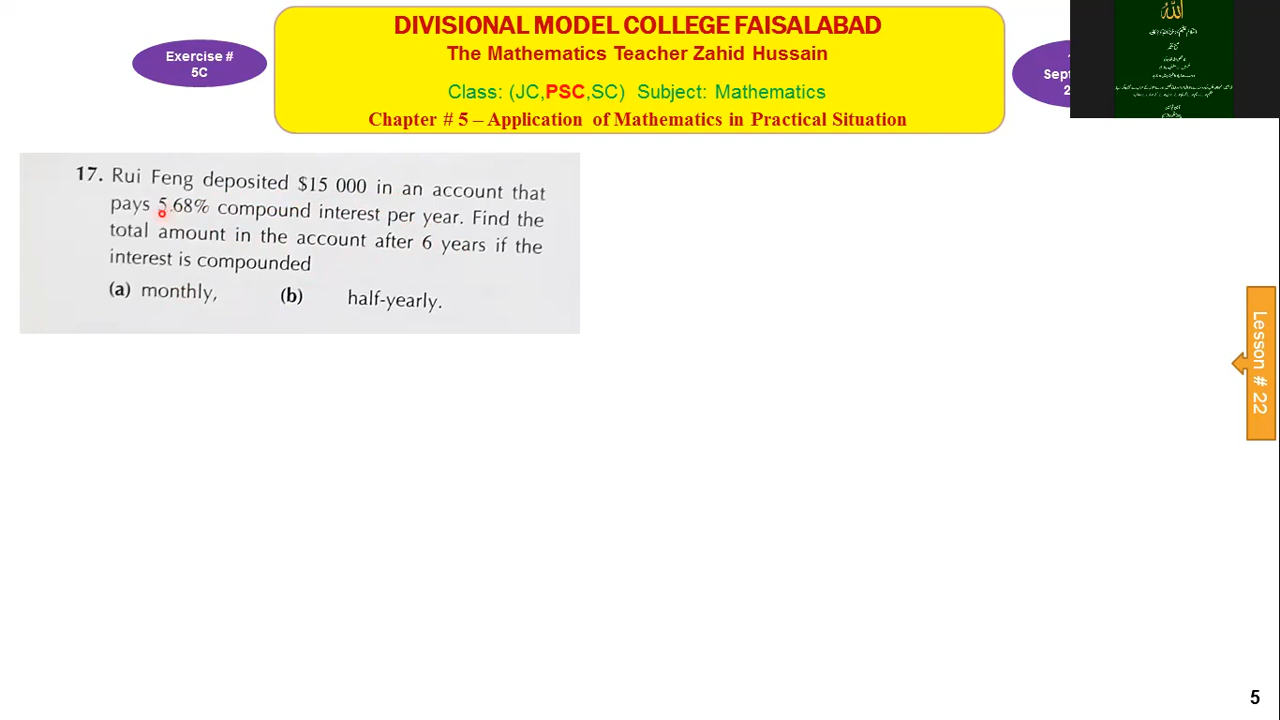 Exercise #
5C
DIVISIONAL MODEL COLLEGE FAISALABAD
The Mathematics Teacher Zahid Hussain
Class: (JC,PSC,SC) Subject: Mathematics
Chapter # 5 – Application of Mathematics in Practical Situation
Sept
2
الله
17. Rui Feng deposited $15 000 in an account that
pays 5.68% compound interest per year. Find the
total amount in the account after 6 years if the
interest is compounded
(a) monthly, (b) half-yearly.
Lesson # 22
5